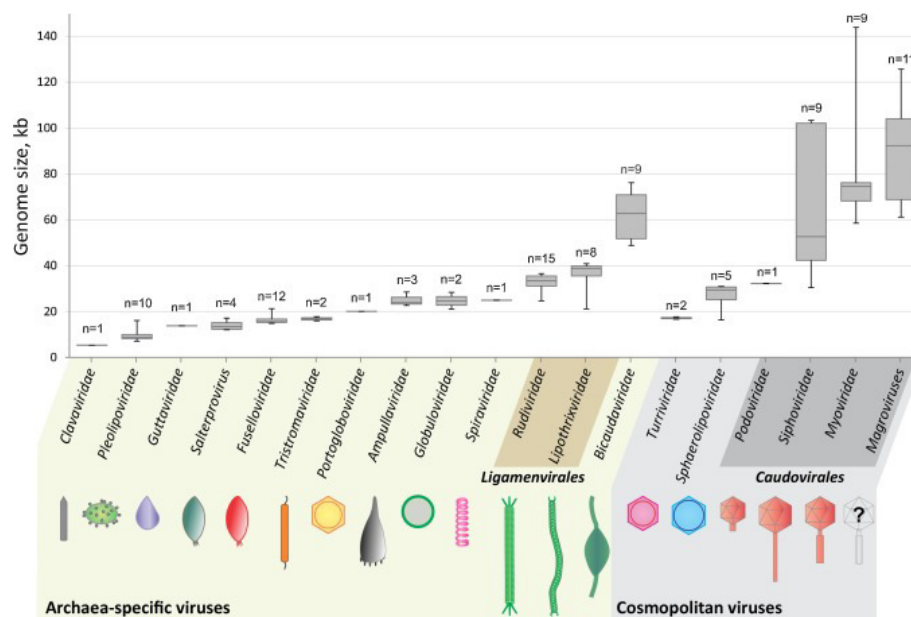 Genome size, kb
140
120
100
80
60
40
20
0
n=1
n=10
n=1
n=4
n=12
n=2
n=1
n=3
n=2
n=1
n=15
n=8
n=9
n=2
n=5
n=1
n=9
n=9
n=11
Clavaviridae
Pleolipoviridae
Guttaviridae
Salterprovirus
Fuselloviridae
Tristromaviridae
Portogloboviridae
Ampullaviridae
Globuloviridae
Spiraviridae
Rudiviridae
Lipothrixviridae
Bicaudaviridae
Turriviridae
Sphaerolipoviridae
Podoviridae
Siphoviridae
Myoviridae
Magroviruses
Ligamenvirales
Caudovirales
?
Archaea-specific viruses
Cosmopolitan viruses